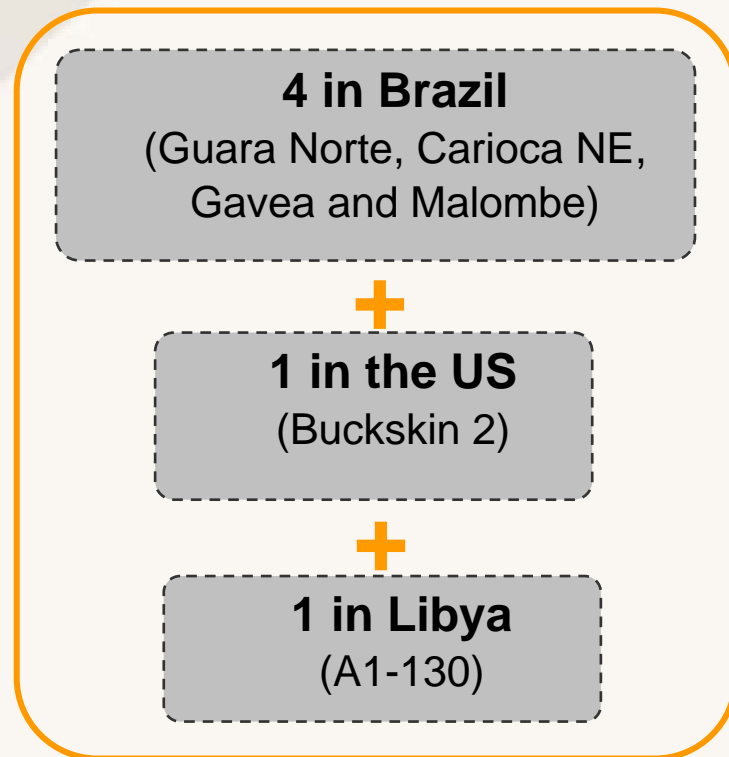 4 in Brazil
(Guara Norte, Carioca NE,
Gavea and Malombe)
+
1 in the US
(Buckskin 2)
+
1 in Libya
(A1-130)